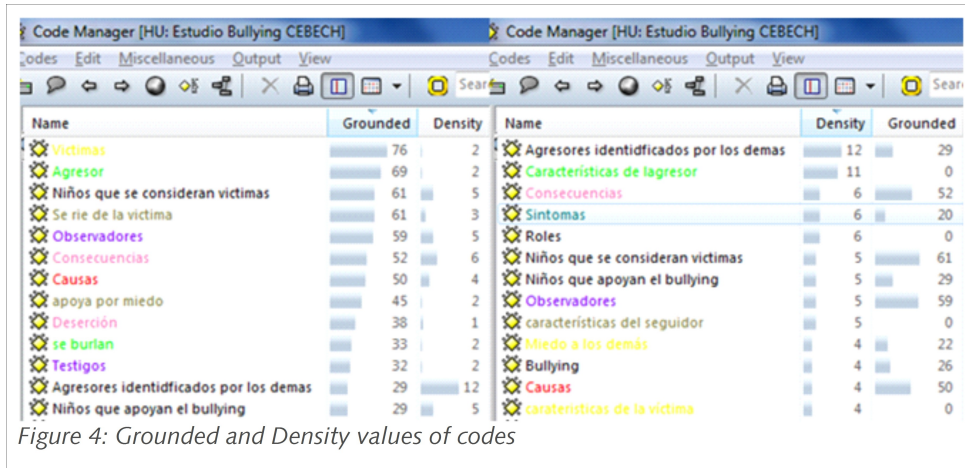 Code Manager [HU: Estudio Bullying CEBECH]
Codes Edit Miscellaneous Output View
Sear
Name Grounded Density
Victimas 76 2
Agresor 69 2
Niños que se consideran victimas 61 5
Se rie de la victima 61 3
Observadores 59 5
Consecuencias 52 6
Causas 50 4
apoya por miedo 45 2
Deserción 38 1
se burlan 33 2
Testigos 32 2
Agresores identidficados por los demas 29 12
Niños que apoyan el bullying 29 5
Code Manager [HU: Estudio Bullying CEBECH]
Codes Edit Miscellaneous Output View
Sear
Name Density Grounded
Agresores identidficados por los demas 12 29
Características de lagresor 11 0
Consecuencias 6 52
Sintomas 6 20
Roles 6 0
Niños que se consideran victimas 5 61
Niños que apoyan el bullying 5 29
Observadores 5 59
características del seguidor 5 0
Miedo a los demás 4 22
Bullying 4 26
Causas 4 50
carateristicas de la víctima 4 0
Figure 4: Grounded and Density values of codes